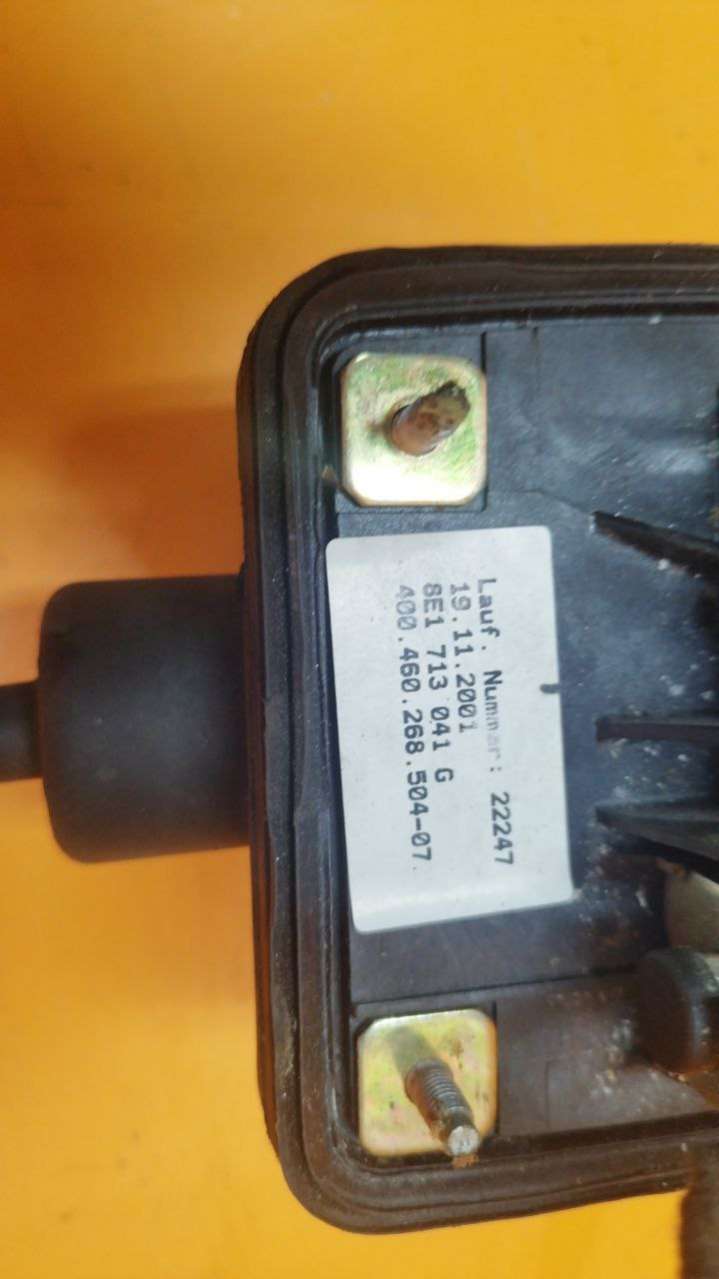 Lauf. Nummer: 22247
19.11.2001
8E1 713 041 G
400.460.268.504-07